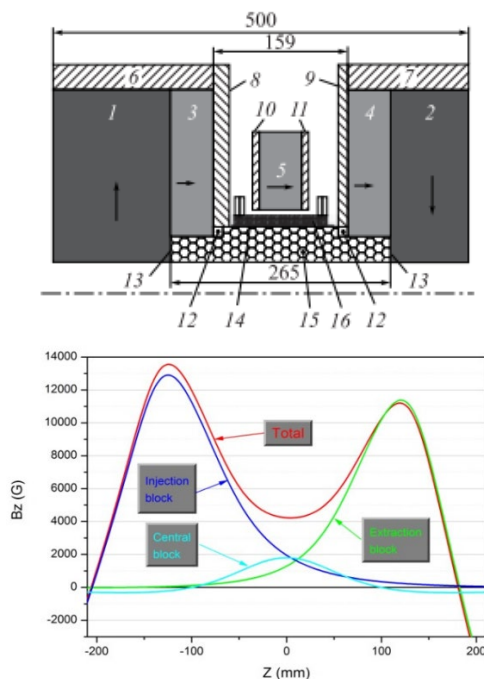 500
159
6 8 9 7
10 11
1 3 4 2
5
265
13 13
12 14 15 16 12
14000
12000
10000
8000
6000
4000
2000
0
-2000
Bz (G)
Total
Injection
block
Central
block
Extraction
block
-200 -100 0 100 200
Z (mm)